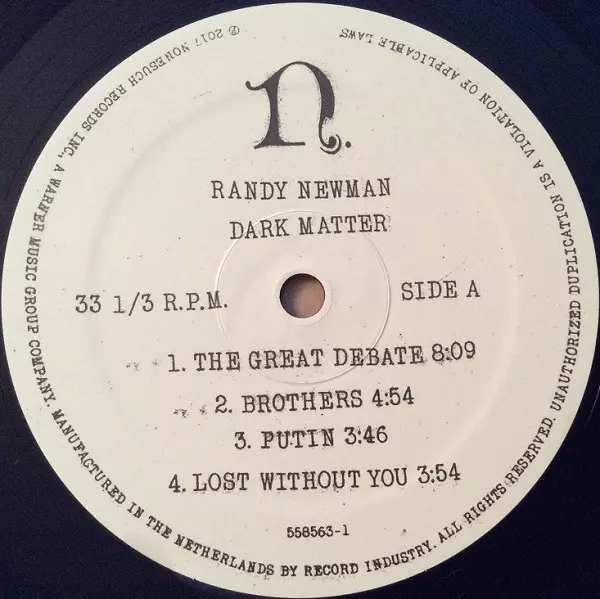 n.
RANDY NEWMAN
DARK MATTER
33 1/3 R.P.M.
SIDE A
1. THE GREAT DEBATE 8:09
2. BROTHERS 4:54
3. PUTIN 3:46
4. LOST WITHOUT YOU 3:54
558563-1
℗ 2017 NONESUCH RECORDS INC., A WARNER MUSIC GROUP COMPANY. MANUFACTURED IN THE NETHERLANDS BY RECORD INDUSTRY. ALL RIGHTS RESERVED. UNAUTHORIZED DUPLICATION IS A VIOLATION OF APPLICABLE LAWS.